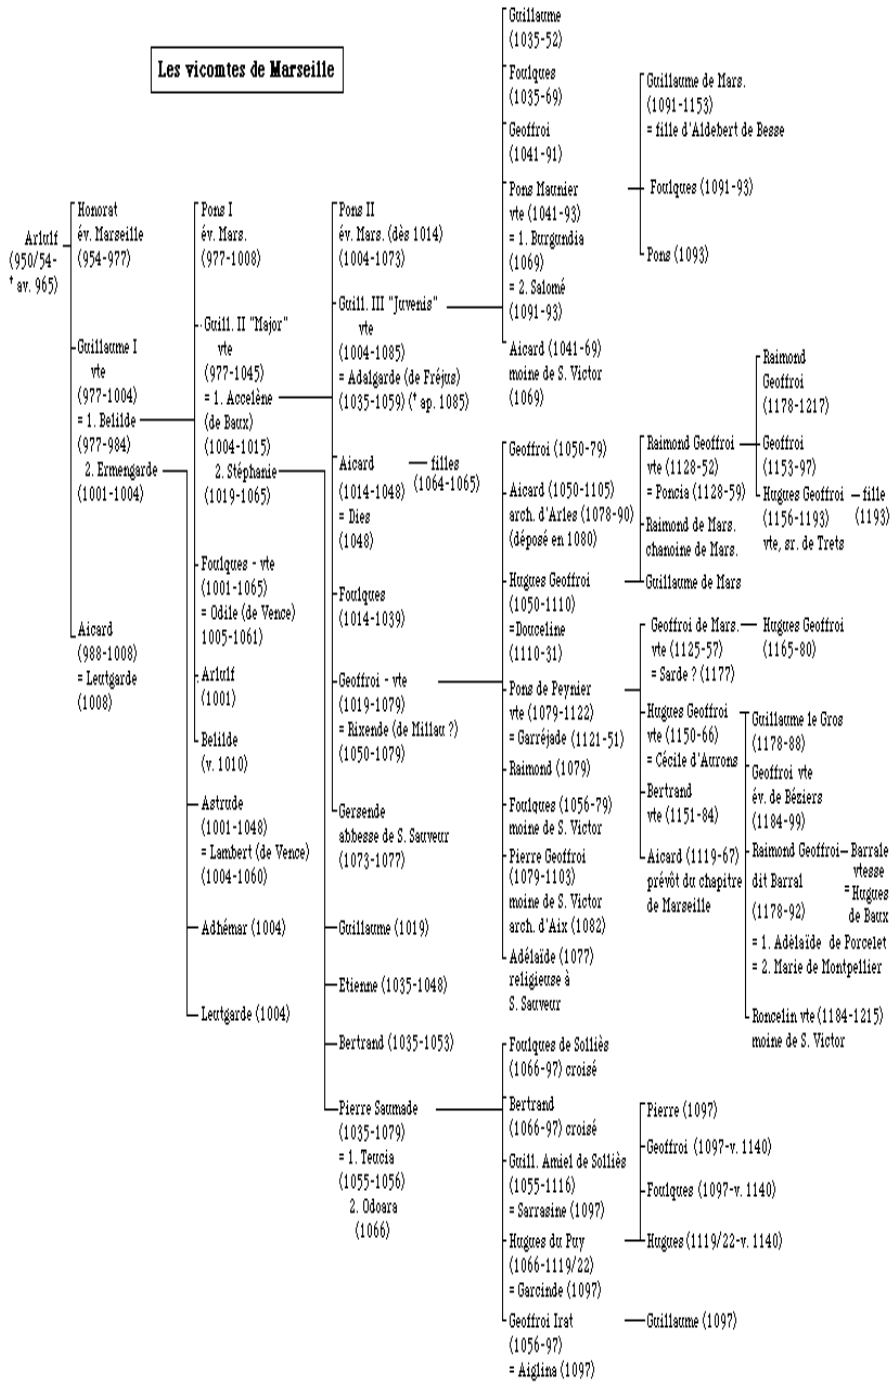 Les vicomtes de Marseille
Arlulf
(950/54-
† av. 965)
Honorat
év. Marseille
(954-977)
Guillaume I
vte
(977-1004)
= 1. Belilde
(977-984)
2. Ermengarde
(1001-1004)
Aicard
(988-1008)
= Leutgarde
(1008)
Pons I
év. Mars.
(977-1008)
Guill. II "Major"
vte
(977-1045)
= 1. Accelène
(de Baux)
(1004-1015)
2. Stéphanie
(1019-1065)
Foulques - vte
(1001-1065)
= Odile (de Vence)
1005-1061)
Arlulf
(1001)
Belilde
(v. 1010)
Astrude
(1001-1048)
= Lambert (de Vence)
(1004-1060)
Adhémar (1004)
Leutgarde (1004)
Pons II
év. Mars. (dès 1014)
(1004-1073)
Guill. III "Juvenis"
vte
(1004-1085)
= Adalgarde (de Fréjus)
(1035-1059) († ap. 1085)
Aicard
(1014-1048)
= Dies
(1048)
filles
(1064-1065)
Foulques
(1014-1039)
Geoffroi - vte
(1019-1079)
= Rixende (de Millau ?)
(1050-1079)
Gersende
abbesse de S. Sauveur
(1073-1077)
Guillaume (1019)
Etienne (1035-1048)
Bertrand (1035-1053)
Pierre Saumade
(1035-1079)
= 1. Teucia
(1055-1056)
2. Odoara
(1066)
Guillaume
(1035-52)
Foulques
(1035-69)
Geoffroi
(1041-91)
Pons Maunier
vte (1041-93)
= 1. Burgundia
(1069)
= 2. Salomé
(1091-93)
Aicard (1041-69)
moine de S. Victor
(1069)
Geoffroi (1050-79)
Aicard (1050-1105)
arch. d'Arles (1078-90)
(déposé en 1080)
Hugues Geoffroi
(1050-1110)
=Douceline
(1110-31)
Pons de Peynier
vte (1079-1122)
= Garréjade (1121-51)
Raimond (1079)
Foulques (1056-79)
moine de S. Victor
Pierre Geoffroi
(1079-1103)
moine de S. Victor
arch. d'Aix (1082)
Adélaïde (1077)
religieuse à
S. Sauveur
Foulques de Solliès
(1066-97) croisé
Bertrand
(1066-97) croisé
Guill. Amiel de Solliès
(1055-1116)
= Sarrasine (1097)
Hugues du Puy
(1066-1119/22)
= Garcinde (1097)
Geoffroi Irat
(1056-97)
= Aiglina (1097)
Guillaume de Mars.
(1091-1153)
= fille d'Aldebert de Besse
Foulques (1091-93)
Pons (1093)
Raimond Geoffroi
vte (1128-52)
= Poncia (1128-59)
Raimond de Mars.
chanoine de Mars.
Guillaume de Mars
Geoffroi de Mars.
vte (1125-57)
= Sarde ? (1177)
Hugues Geoffroi
vte (1150-66)
= Cécile d'Aurons
Bertrand
vte (1151-84)
Aicard (1119-67)
prévôt du chapitre
de Marseille
Pierre (1097)
Geoffroi (1097-v. 1140)
Foulques (1097-v. 1140)
Hugues (1119/22-v. 1140)
Guillaume (1097)
Raimond
Geoffroi
(1178-1217)
Geoffroi
(1153-97)
Hugues Geoffroi
(1156-1193)
vte, sr. de Trets
fille
(1193)
Hugues Geoffroi
(1165-80)
Guillaume le Gros
(1178-88)
Geoffroi vte
év. de Béziers
(1184-99)
Raimond Geoffroi
dit Barral
(1178-92)
= 1. Adélaïde de Porcelet
= 2. Marie de Montpellier
Barrale
vtesse
= Hugues
de Baux
Roncelin vte (1184-1215)
moine de S. Victor